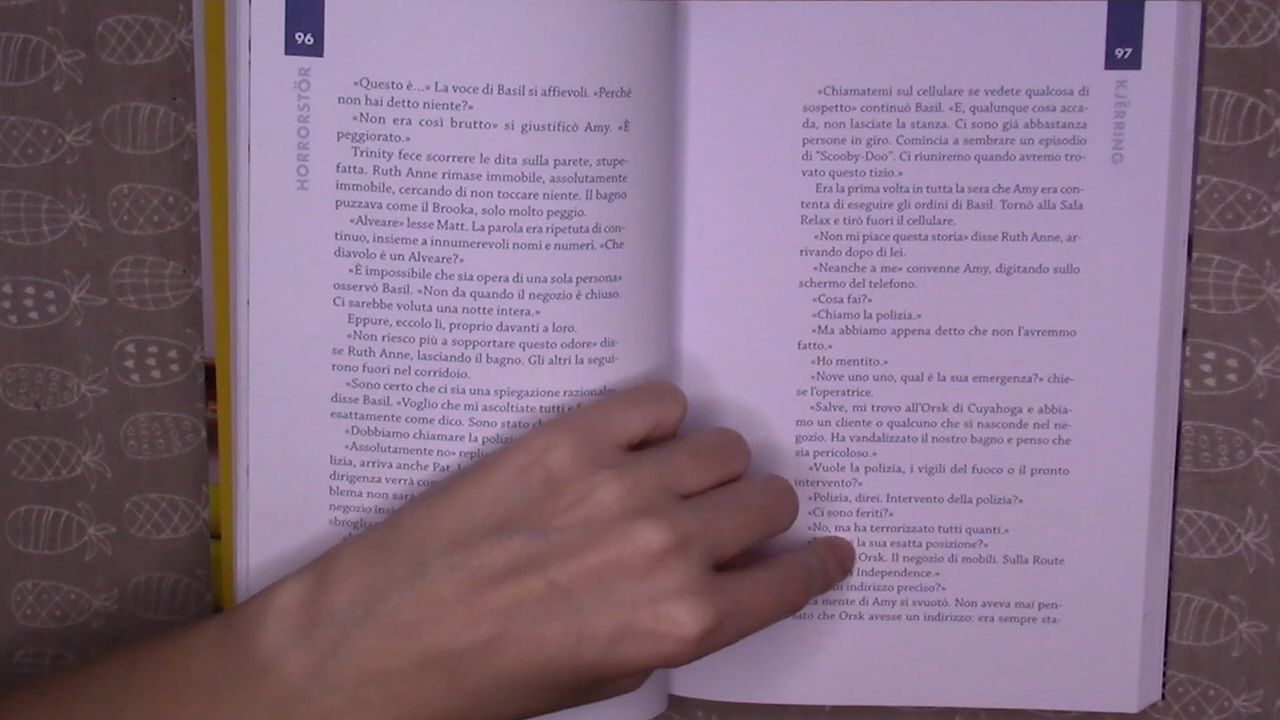 96
HORRORSTÖR
«Questo è...» La voce di Basil si affievolì. «Perché
non hai detto niente?»
«Non era così brutto» si giustificò Amy. «È
peggiorato.»
Trinity fece scorrere le dita sulla parete, stupe-
fatta. Ruth Anne rimase immobile, assolutamente
immobile, cercando di non toccare niente. Il bagno
puzzava come il Brooka, solo molto peggio.
«Alveare» lesse Matt. La parola era ripetuta di con-
tinuo, insieme a innumerevoli nomi e numeri. «Che
diavolo è un Alveare?»
«È impossibile che sia opera di una sola persona»
osservò Basil. «Non da quando il negozio è chiuso.
Ci sarebbe voluta una notte intera.»
Eppure, eccolo lì, proprio davanti a loro.
«Non riesco più a sopportare questo odore» dis-
se Ruth Anne, lasciando il bagno. Gli altri la segui-
rono fuori nel corridoio.
«Sono certo che ci sia una spiegazione razionale»
disse Basil. «Voglio che mi ascoltiate tutti e
esattamente come dico. Sono stato
«Dobbiamo chiamare la polizia
«Assolutamente no» replicò
lizia, arriva anche Pat.
dirigenza verrà
blema non sarà
negozio
sbrogliare
97
KJËRRING
«Chiamatemi sul cellulare se vedete qualcosa di
sospetto» continuò Basil. «E, qualunque cosa acca-
da, non lasciate la stanza. Ci sono già abbastanza
persone in giro. Comincia a sembrare un episodio
di "Scooby-Doo". Ci riuniremo quando avremo tro-
vato questo tizio.»
Era la prima volta in tutta la sera che Amy era con-
tenta di eseguire gli ordini di Basil. Tornò alla Sala
Relax e tirò fuori il cellulare.
«Non mi piace questa storia» disse Ruth Anne, ar-
rivando dopo di lei.
«Neanche a me» convenne Amy, digitando sullo
schermo del telefono.
«Cosa fai?»
«Chiamo la polizia.»
«Ma abbiamo appena detto che non l'avremmo
fatto.»
«Ho mentito.»
«Nove uno uno, qual è la sua emergenza?» chie-
se l'operatrice.
«Salve, mi trovo all'Orsk di Cuyahoga e abbia-
mo un cliente o qualcuno che si nasconde nel ne-
gozio. Ha vandalizzato il nostro bagno e penso che
sia pericoloso.»
«Vuole la polizia, i vigili del fuoco o il pronto
intervento?»
«Polizia, direi. Intervento della polizia?»
«Ci sono feriti?»
«No, ma ha terrorizzato tutti quanti.»
la sua esatta posizione?»
Orsk. Il negozio di mobili. Sulla Route
Independence.»
un indirizzo preciso?»
La mente di Amy si svuotò. Non aveva mai pen-
sato che Orsk avesse un indirizzo: era sempre sta-